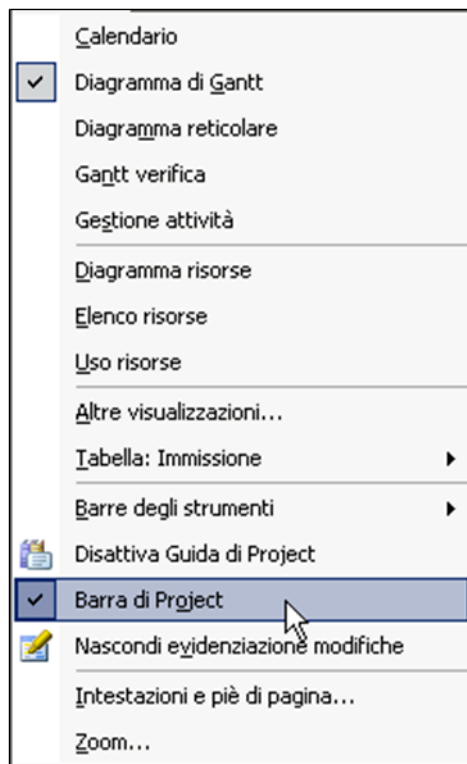 Calendario
Diagramma di Gantt
Diagramma reticolare
Gantt verifica
Gestione attività
Diagramma risorse
Elenco risorse
Uso risorse
Altre visualizzazioni...
Tabella: Immissione
Barre degli strumenti
Disattiva Guida di Project
Barra di Project
Nascondi evidenziazione modifiche
Intestazioni e piè di pagina...
Zoom...